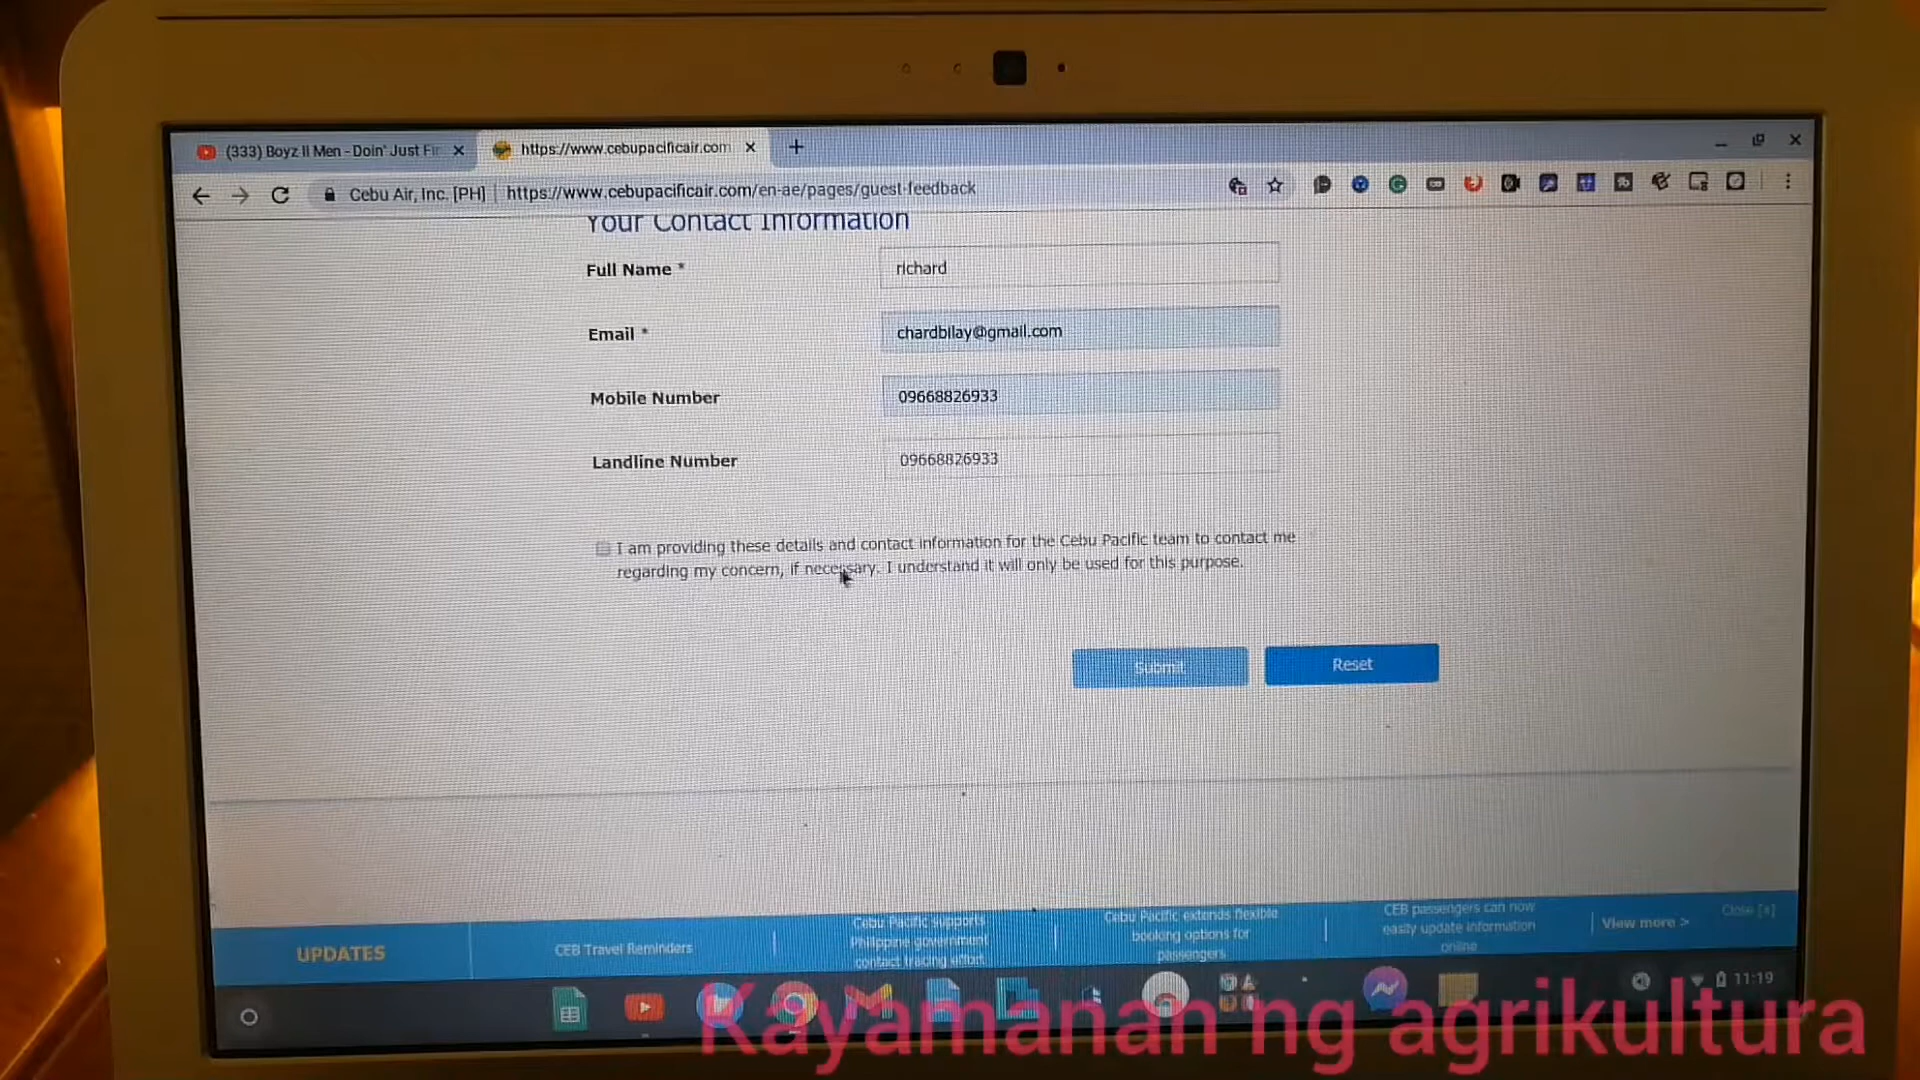 (333) Boyz II Men - Doin' Just Fir
https://www.cebupacificair.com
Cebu Air, Inc. [PH] | https://www.cebupacificair.com/en-ae/pages/guest-feedback
Your Contact Information
Full Name * richard
Email * chardbilay@gmail.com
Mobile Number 09668826933
Landline Number 09668826933
I am providing these details and contact information for the Cebu Pacific team to contact me
regarding my concern, if necessary. I understand it will only be used for this purpose.
Submit Reset
UPDATES
CEB Travel Reminders
Cebu Pacific supports
Philippine government
contact tracing effort
Cebu Pacific extends flexible
booking options for
passengers
CEB passengers can now
easily update information
online
View more >
Close [x]
11:19
Kayamanan ng agrikultura